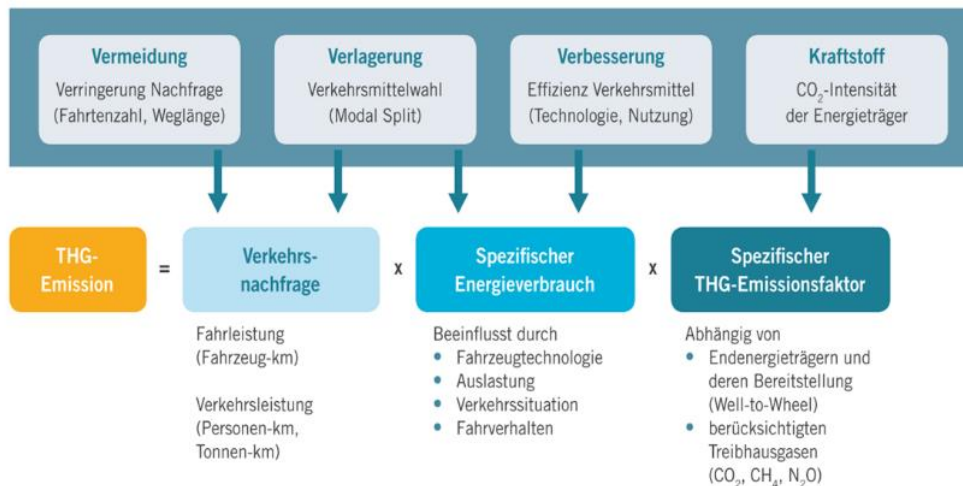 Vermeidung
Verringerung Nachfrage
(Fahrtenzahl, Weglänge)
Verlagerung
Verkehrsmittelwahl
(Modal Split)
Verbesserung
Effizienz Verkehrsmittel
(Technologie, Nutzung)
Kraftstoff
CO₂-Intensität
der Energieträger
THG-
Emission
=
Verkehrs-
nachfrage
x
Spezifischer
Energieverbrauch
x
Spezifischer
THG-Emissionsfaktor
Fahrleistung
(Fahrzeug-km)
Verkehrsleistung
(Personen-km,
Tonnen-km)
Beeinflusst durch
• Fahrzeugtechnologie
• Auslastung
• Verkehrssituation
• Fahrverhalten
Abhängig von
• Endenergieträgern und
deren Bereitstellung
(Well-to-Wheel)
• berücksichtigten
Treibhausgasen
(CO₂, CH₄, N₂O)